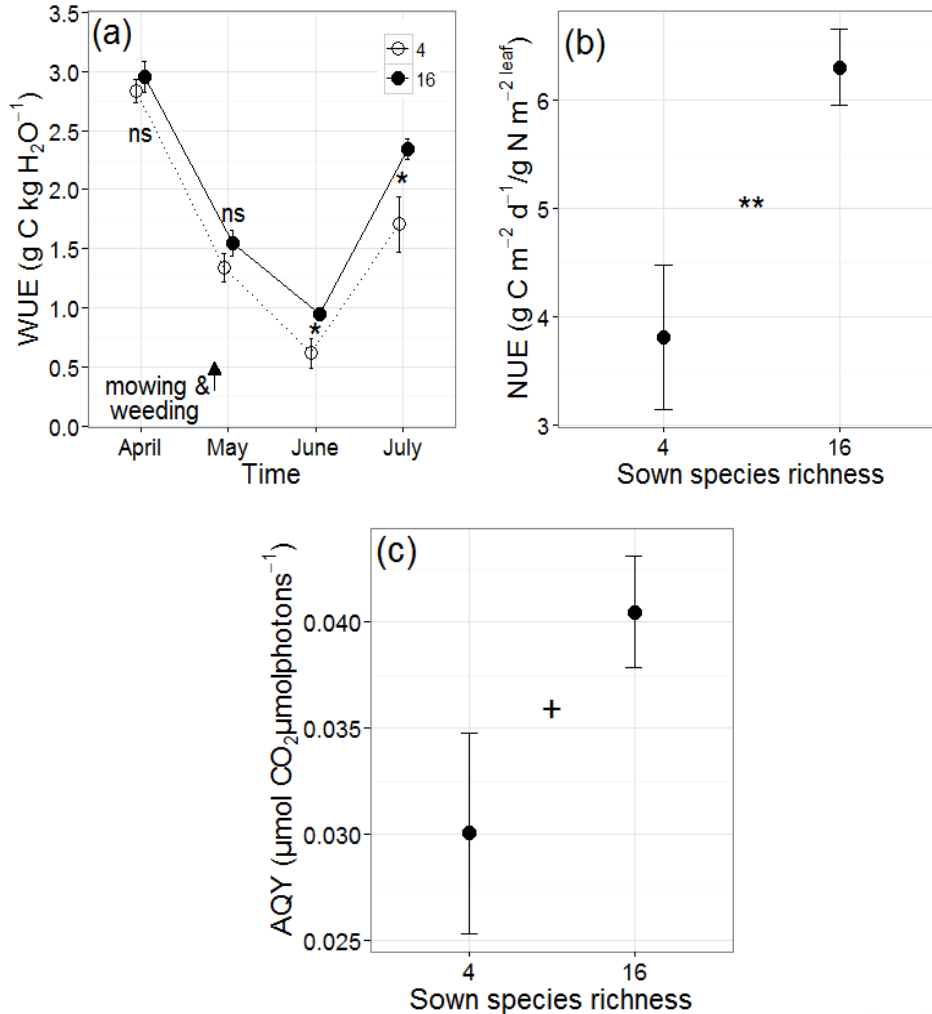 (a)
4
16
3.5
3.0
2.5
2.0
1.5
1.0
0.5
0.0
WUE (g C kg H₂O⁻¹)
ns
ns
*
*
mowing &
weeding
April May June July
Time
(b)
6
5
4
3
NUE (g C m⁻² d⁻¹/g N m⁻² ˡᵉᵃᶠ)
**
4 16
Sown species richness
(c)
0.040
0.035
0.030
0.025
AQY (μmol CO₂μmolphotons⁻¹)
+
4 16
Sown species richness